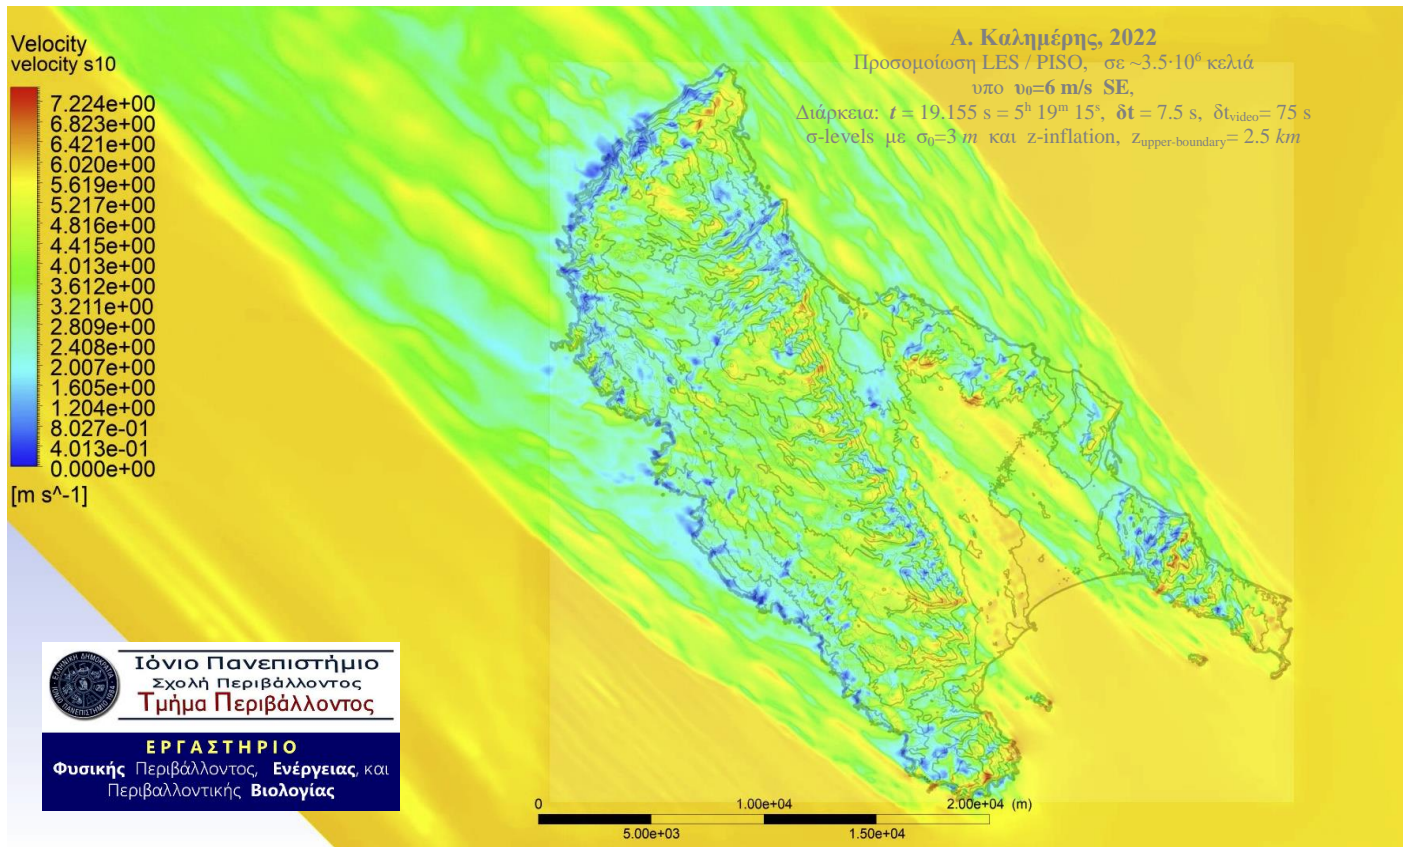 Velocity
velocity s10
7.224e+00
6.823e+00
6.421e+00
6.020e+00
5.619e+00
5.217e+00
4.816e+00
4.415e+00
4.013e+00
3.612e+00
3.211e+00
2.809e+00
2.408e+00
2.007e+00
1.605e+00
1.204e+00
8.027e-01
4.013e-01
0.000e+00
[m s^-1]
Α. Καλημέρης, 2022
Προσομοίωση LES / PISO, σε ~3.5·10⁶ κελιά
υπο υ₀=6 m/s SE,
Διάρκεια: t = 19.155 s = 5ʰ 19ᵐ 15ˢ, δt = 7.5 s, δtvideo= 75 s
σ-levels με σ₀=3 m και z-inflation, zupper-boundary= 2.5 km
Ιόνιο Πανεπιστήμιο
Σχολή Περιβάλλοντος
Τμήμα Περιβάλλοντος
ΕΡΓΑΣΤΗΡΙΟ
Φυσικής Περιβάλλοντος, Ενέργειας, και
Περιβαλλοντικής Βιολογίας
0 1.00e+04 2.00e+04 (m)
5.00e+03 1.50e+04